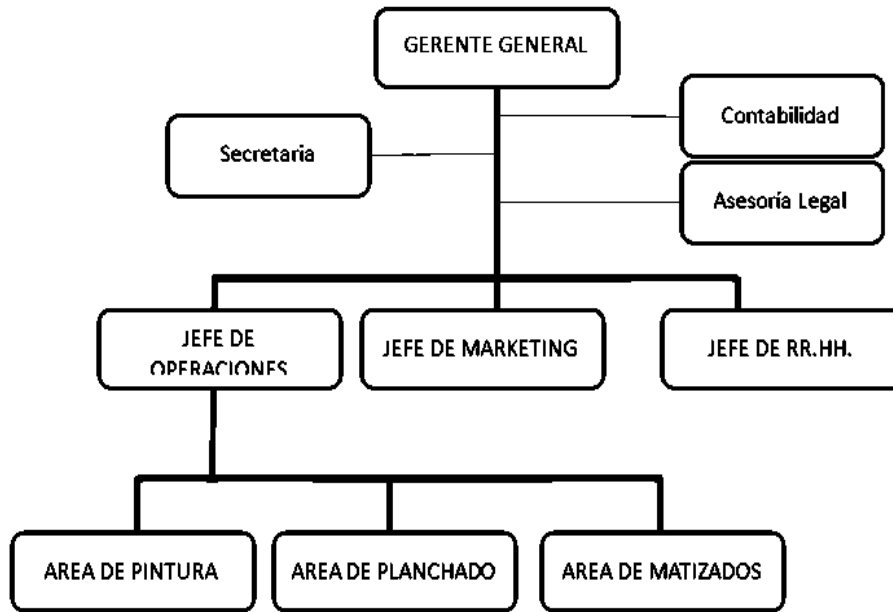 GERENTE GENERAL
Contabilidad
Secretaria
Asesoría Legal
JEFE DE
OPERACIONES
JEFE DE MARKETING
JEFE DE RR.HH.
AREA DE PINTURA
AREA DE PLANCHADO
AREA DE MATIZADOS